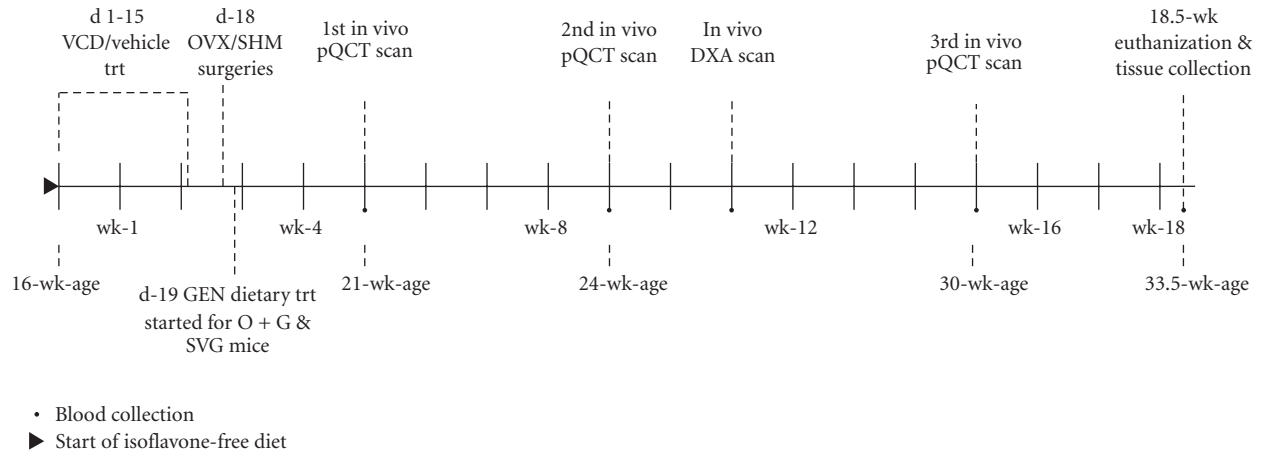 d 1-15
VCD/vehicle
trt
d-18
OVX/SHM
surgeries
1st in vivo
pQCT scan
2nd in vivo
pQCT scan
In vivo
DXA scan
3rd in vivo
pQCT scan
18.5-wk
euthanization &
tissue collection
wk-1
wk-4
wk-8
wk-12
wk-16
wk-18
16-wk-age
d-19 GEN dietary trt
started for O + G &
SVG mice
21-wk-age
24-wk-age
30-wk-age
33.5-wk-age
• Blood collection
▶ Start of isoflavone-free diet